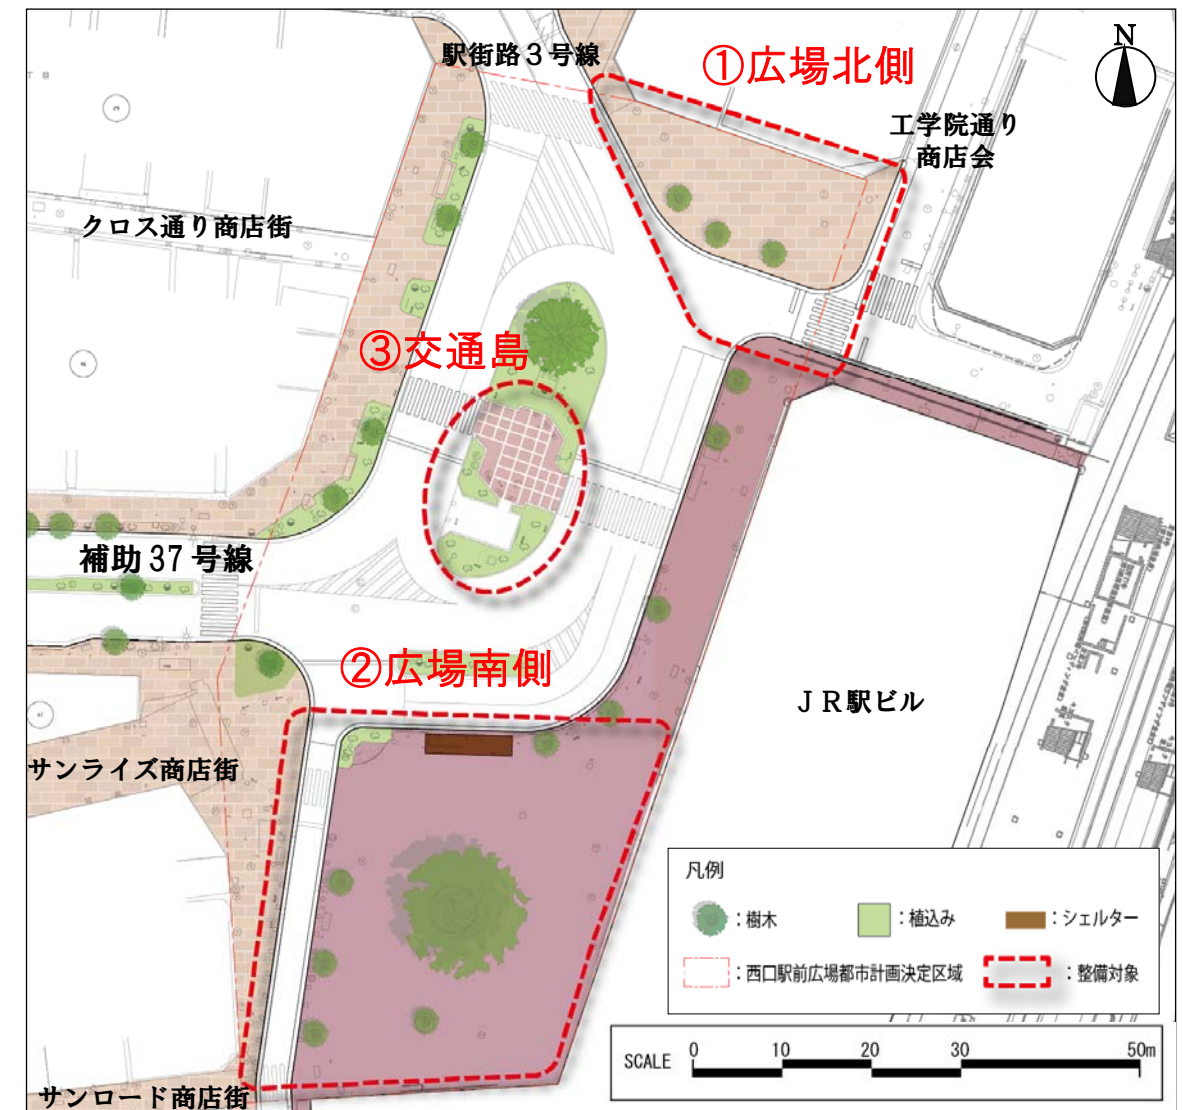 駅街路3号線
①広場北側
N
工学院通り
商店会
クロス通り商店街
③交通島
補助37号線
②広場南側
JR駅ビル
サンライズ商店街
凡例
:樹木
:植込み
:シェルター
:西口駅前広場都市計画決定区域
:整備対象
SCALE 0 10 20 30 50m
サンロード商店街